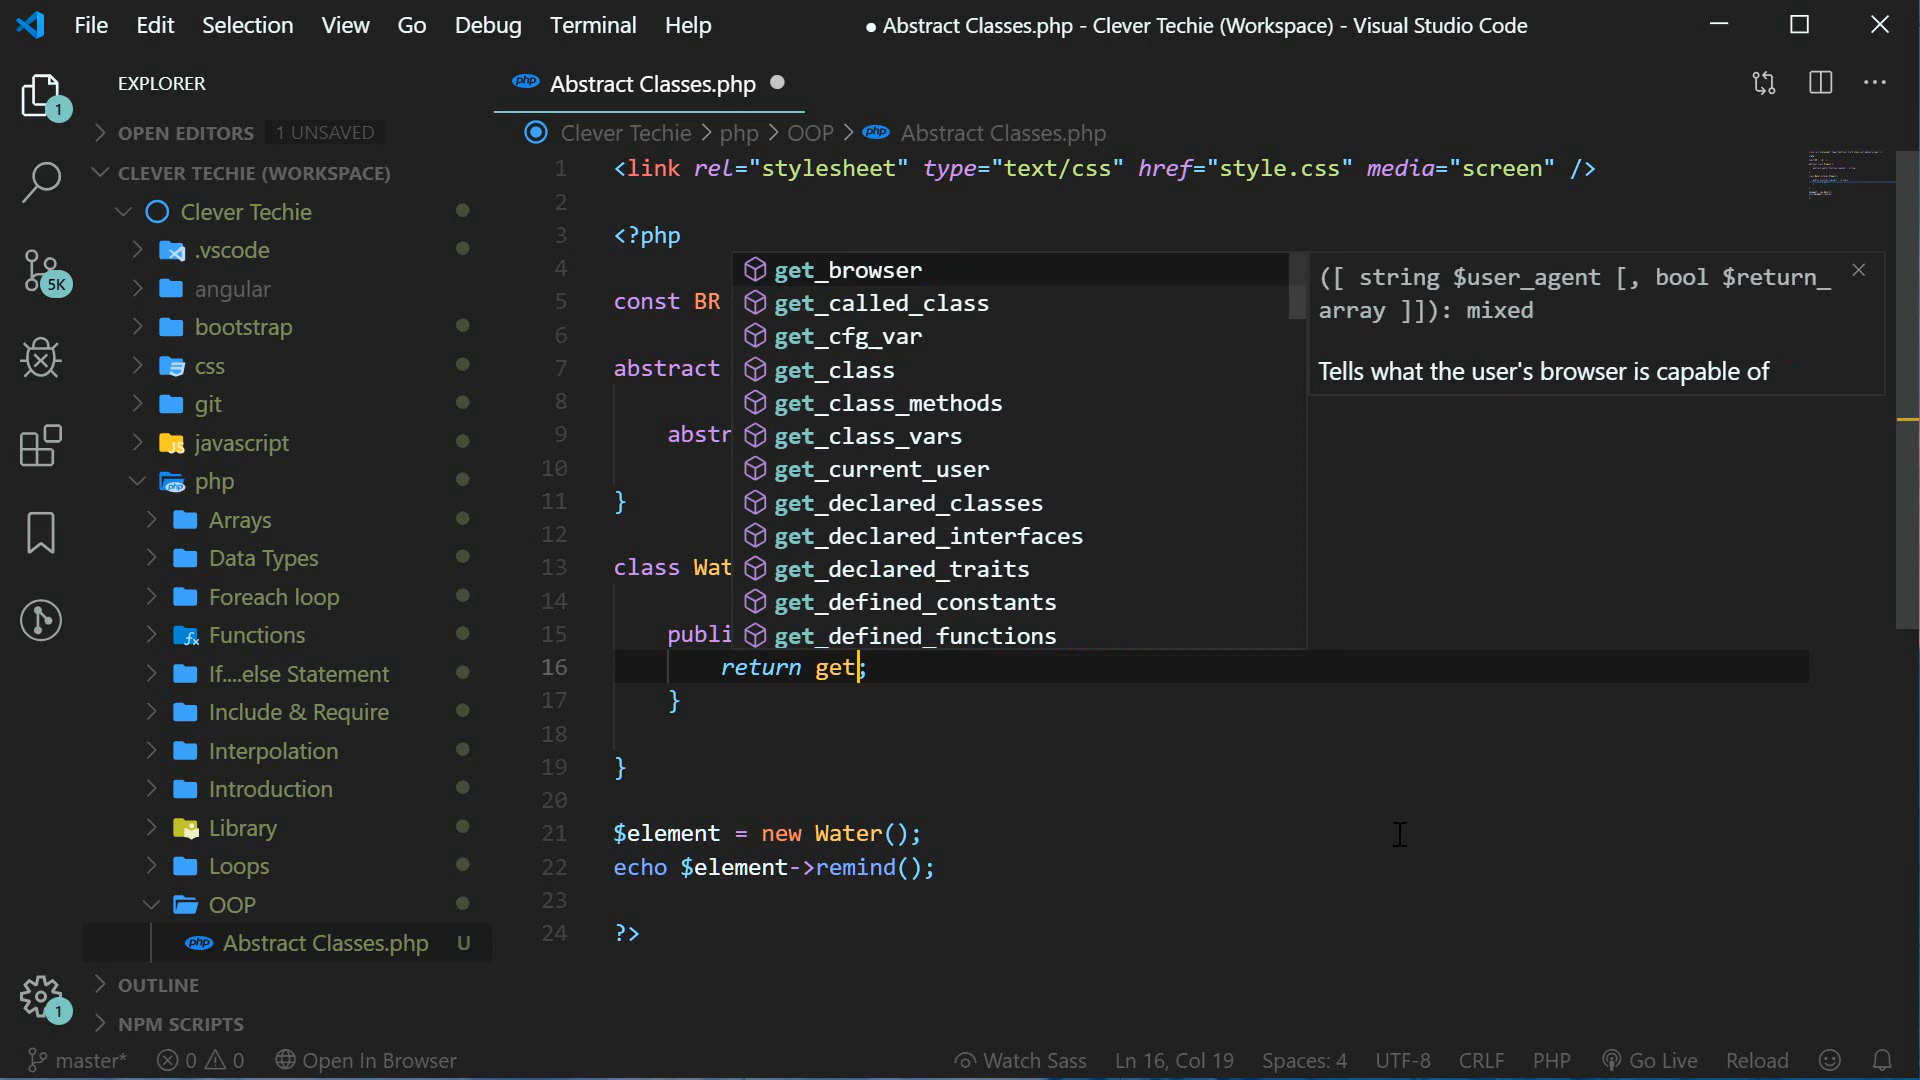 File Edit Selection View Go Debug Terminal Help
● Abstract Classes.php - Clever Techie (Workspace) - Visual Studio Code
1
5K
1
EXPLORER
OPEN EDITORS 1 UNSAVED
CLEVER TECHIE (WORKSPACE)
Clever Techie
.vscode
angular
bootstrap
css
git
javascript
php
Arrays
Data Types
Foreach loop
Functions
If....else Statement
Include & Require
Interpolation
Introduction
Library
Loops
OOP
php Abstract Classes.php U
OUTLINE
NPM SCRIPTS
php Abstract Classes.php ●
Clever Techie > php > OOP > php Abstract Classes.php
1 <link rel="stylesheet" type="text/css" href="style.css" media="screen" />
2
3 <?php
4
5 const BR
6
7 abstract
8
9 abstr
10
11 }
12
13 class Wat
14
15 publi
16 return get;
17 }
18
19 }
20
21 $element = new Water();
22 echo $element->remind();
23
24 ?>
get_browser
get_called_class
get_cfg_var
get_class
get_class_methods
get_class_vars
get_current_user
get_declared_classes
get_declared_interfaces
get_declared_traits
get_defined_constants
get_defined_functions
([ string $user_agent [, bool $return_
array ]]): mixed
Tells what the user's browser is capable of
master* 0 0 Open In Browser
Watch Sass Ln 16, Col 19 Spaces: 4 UTF-8 CRLF PHP Go Live Reload